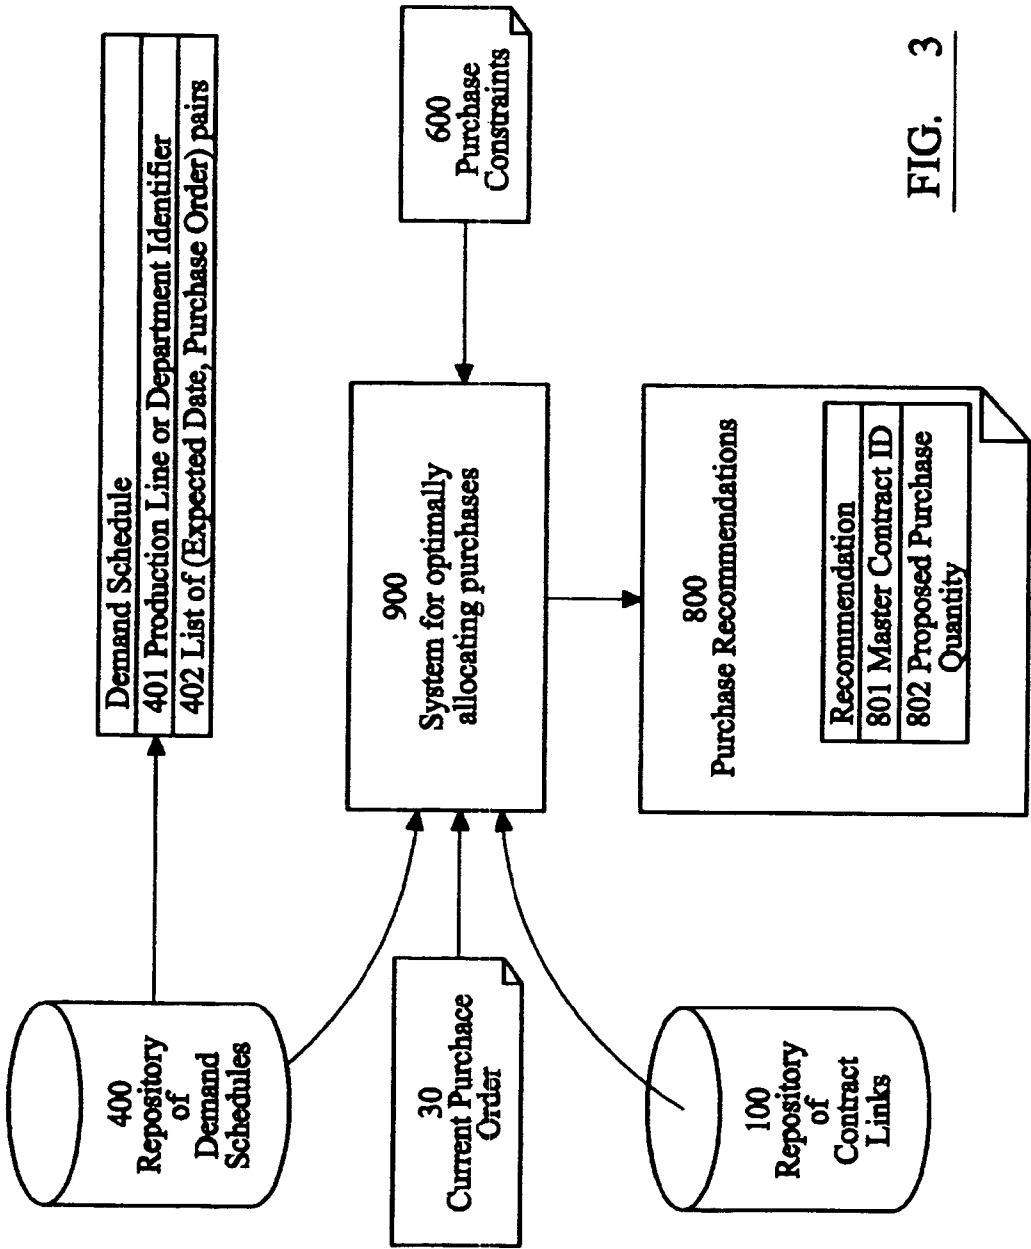 Demand Schedule
401 Production Line or Department Identifier
402 List of (Expected Date, Purchase Order) pairs
400
Repository
of
Demand
Schedules
30
Current Purchace
Order
100
Repository
of
Contract
Links
900
System for optimally
allocating purchases
600
Purchase
Constraints
800
Purchase Recommendations
Recommendation
801 Master Contract ID
802 Proposed Purchase
Quantity
FIG. 3